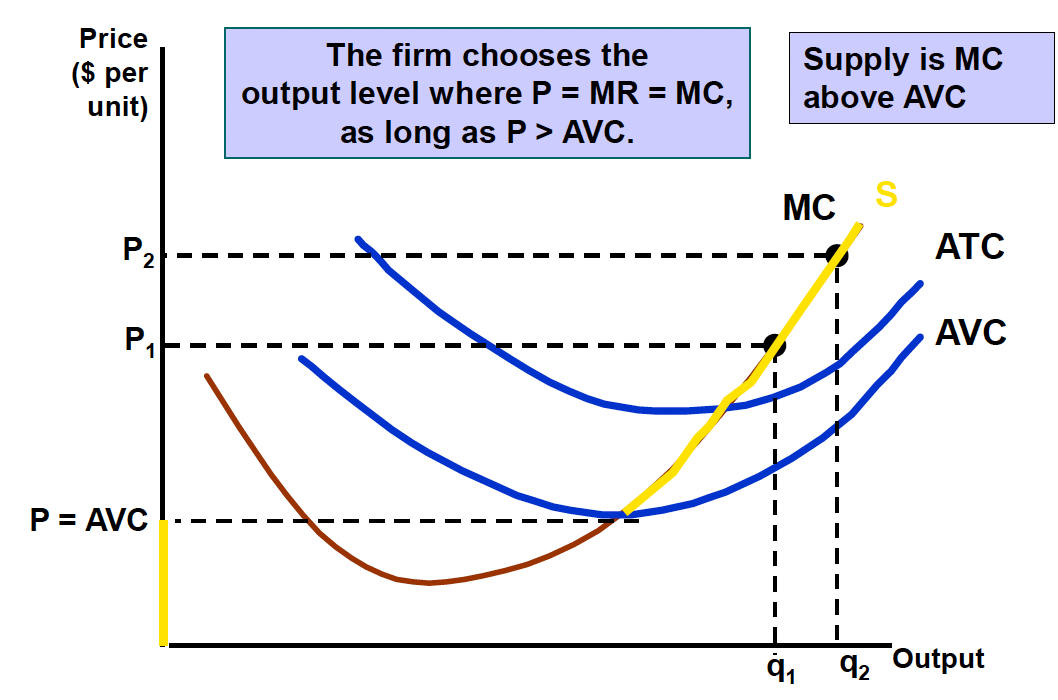 Price
($ per
unit)
The firm chooses the
output level where P = MR = MC,
as long as P > AVC.
Supply is MC
above AVC
MC
S
P2
ATC
P1
AVC
P = AVC
q1
q2
Output